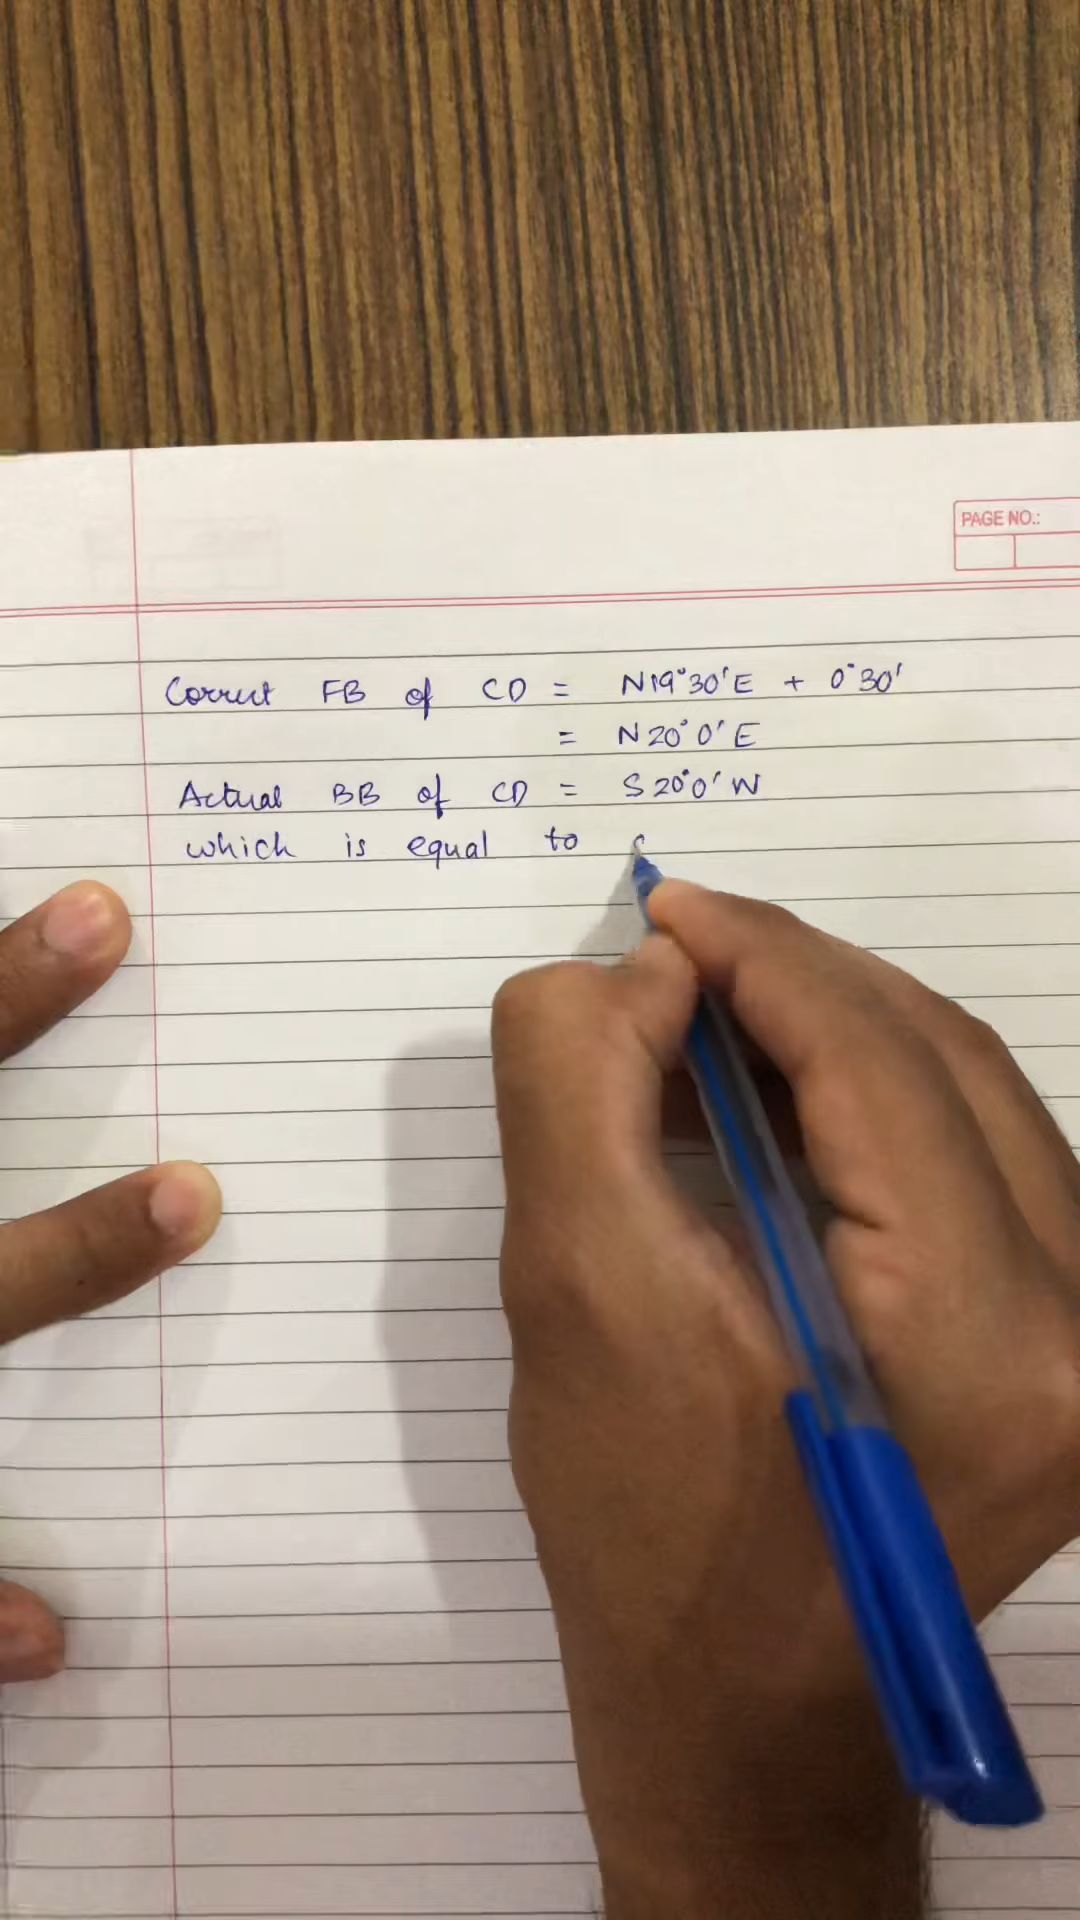 PAGE NO.:
Correct FB of CD = N19°30'E + 0°30'
= N20°0'E
Actual BB of CD = S20°0'W
which is equal to